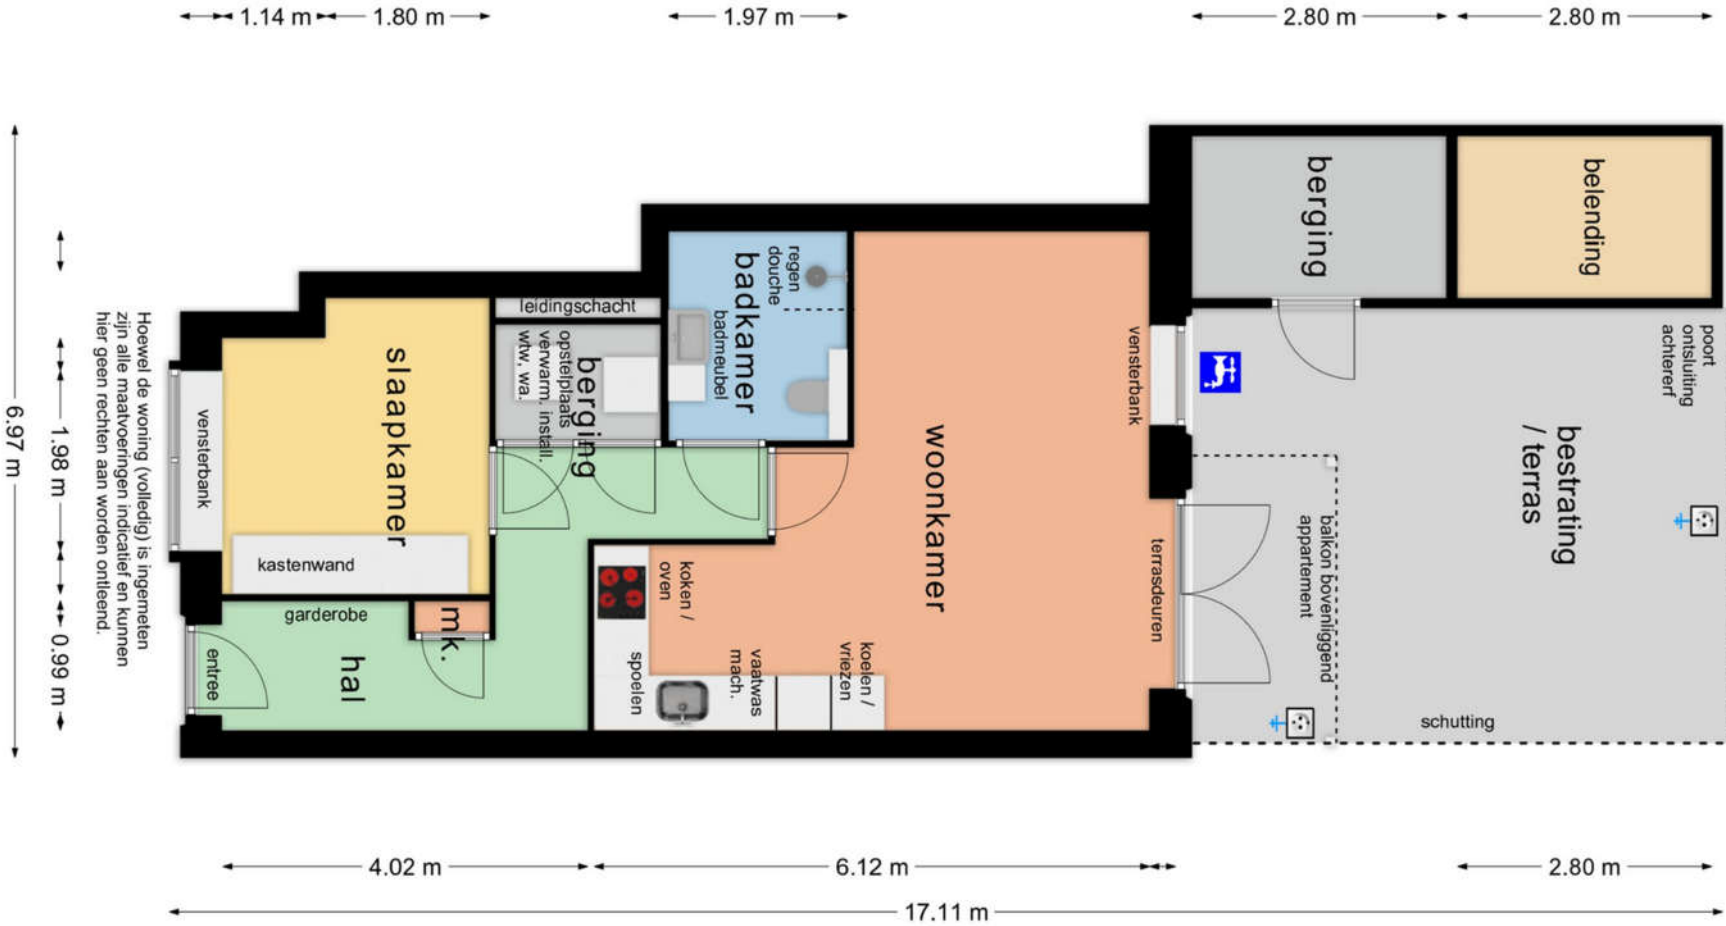 1.14 m
1.80 m
1.97 m
2.80 m
2.80 m
6.97 m
1.98 m
0.99 m
Hoewel de woning (volledig) is ingemeten
zijn alle maatvoeringen indicatief en kunnen
hier geen rechten aan worden ontleend.
vensterbank
slaapkamer
kastenwand
garderobe
entree
hal
mk.
leidingschacht
berging
opstelplaats
verwarm. install.
wtw, wa.
badkamer
regen
douche
badmeubel
woonkamer
koken /
oven
spoelen
vaatwas
mach.
koelen /
vriezen
vensterbank
terrasdeuren
berging
belending
poort
ontsluiting
achtererf
bestrating
/ terras
balkon bovenliggend
appartement
schutting
4.02 m
6.12 m
2.80 m
17.11 m